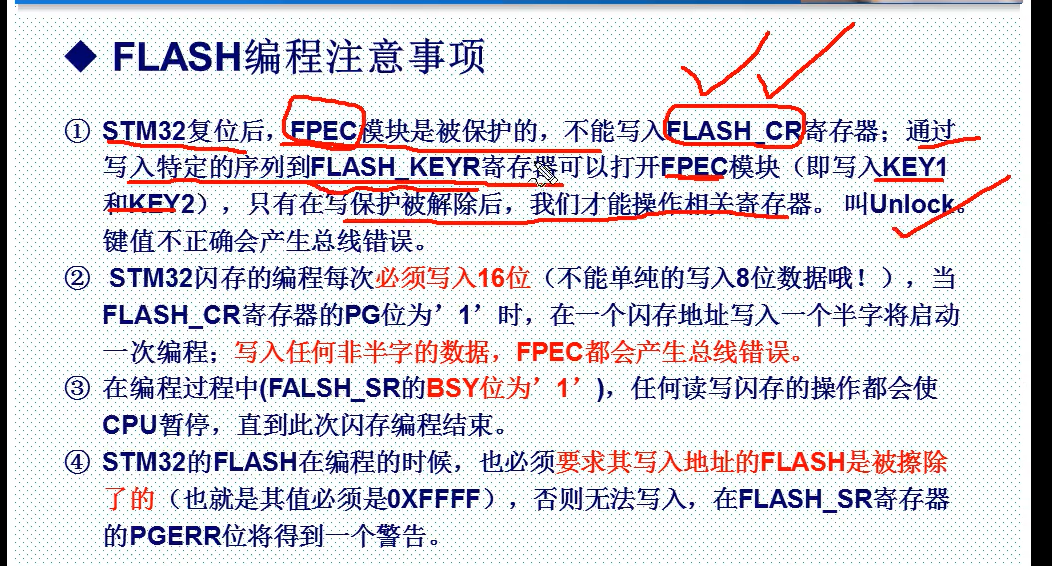 ◆ FLASH编程注意事项
① STM32复位后，FPEC模块是被保护的，不能写入FLASH_CR寄存器；通过
写入特定的序列到FLASH_KEYR寄存器可以打开FPEC模块（即写入KEY1
和KEY2），只有在写保护被解除后，我们才能操作相关寄存器。 叫Unlock。
键值不正确会产生总线错误。
② STM32闪存的编程每次必须写入16位（不能单纯的写入8位数据哦！），当
FLASH_CR寄存器的PG位为’1’时，在一个闪存地址写入一个半字将启动
一次编程；写入任何非半字的数据，FPEC都会产生总线错误。
③ 在编程过程中(FALSH_SR的BSY位为’1’)，任何读写闪存的操作都会使
CPU暂停，直到此次闪存编程结束。
④ STM32的FLASH在编程的时候，也必须要求其写入地址的FLASH是被擦除
了的（也就是其值必须是0XFFFF），否则无法写入，在FLASH_SR寄存器
的PGERR位将得到一个警告。